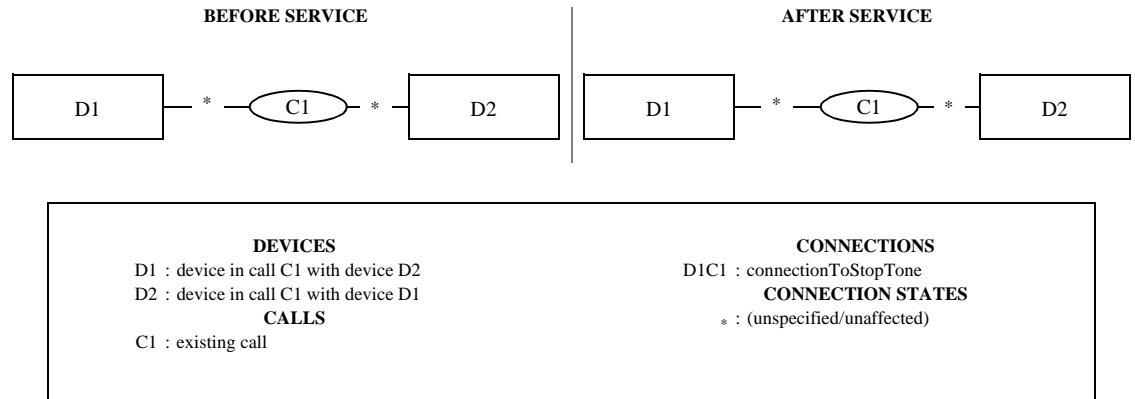 BEFORE SERVICE
AFTER SERVICE
D1 * C1 * D2
D1 * C1 * D2
DEVICES
D1 : device in call C1 with device D2
D2 : device in call C1 with device D1
CALLS
C1 : existing call
CONNECTIONS
D1C1 : connectionToStopTone
CONNECTION STATES
* : (unspecified/unaffected)